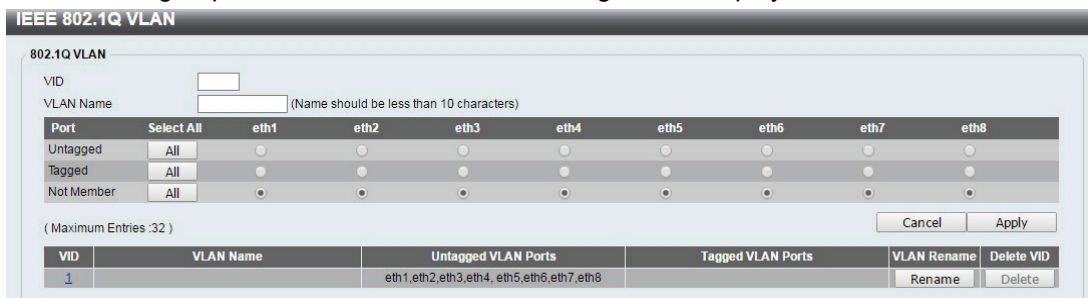 IEEE 802.1Q VLAN
802.1Q VLAN
VID
VLAN Name (Name should be less than 10 characters)
Port Select All eth1 eth2 eth3 eth4 eth5 eth6 eth7 eth8
Untagged All
Tagged All
Not Member All
( Maximum Entries :32 ) Cancel Apply
VID VLAN Name Untagged VLAN Ports Tagged VLAN Ports VLAN Rename Delete VID
1 eth1,eth2,eth3,eth4, eth5,eth6,eth7,eth8 Rename Delete